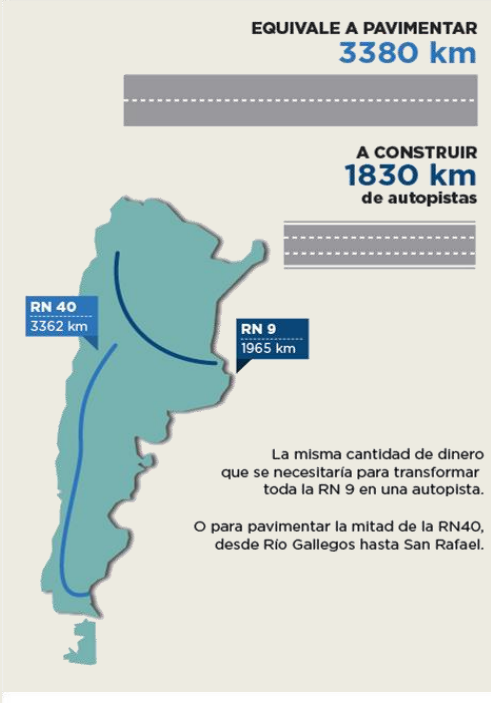 EQUIVALE A PAVIMENTAR
3380 km
A CONSTRUIR
1830 km
de autopistas
RN 40
3362 km
RN 9
1965 km
La misma cantidad de dinero
que se necesitaría para transformar
toda la RN 9 en una autopista.
O para pavimentar la mitad de la RN40,
desde Río Gallegos hasta San Rafael.